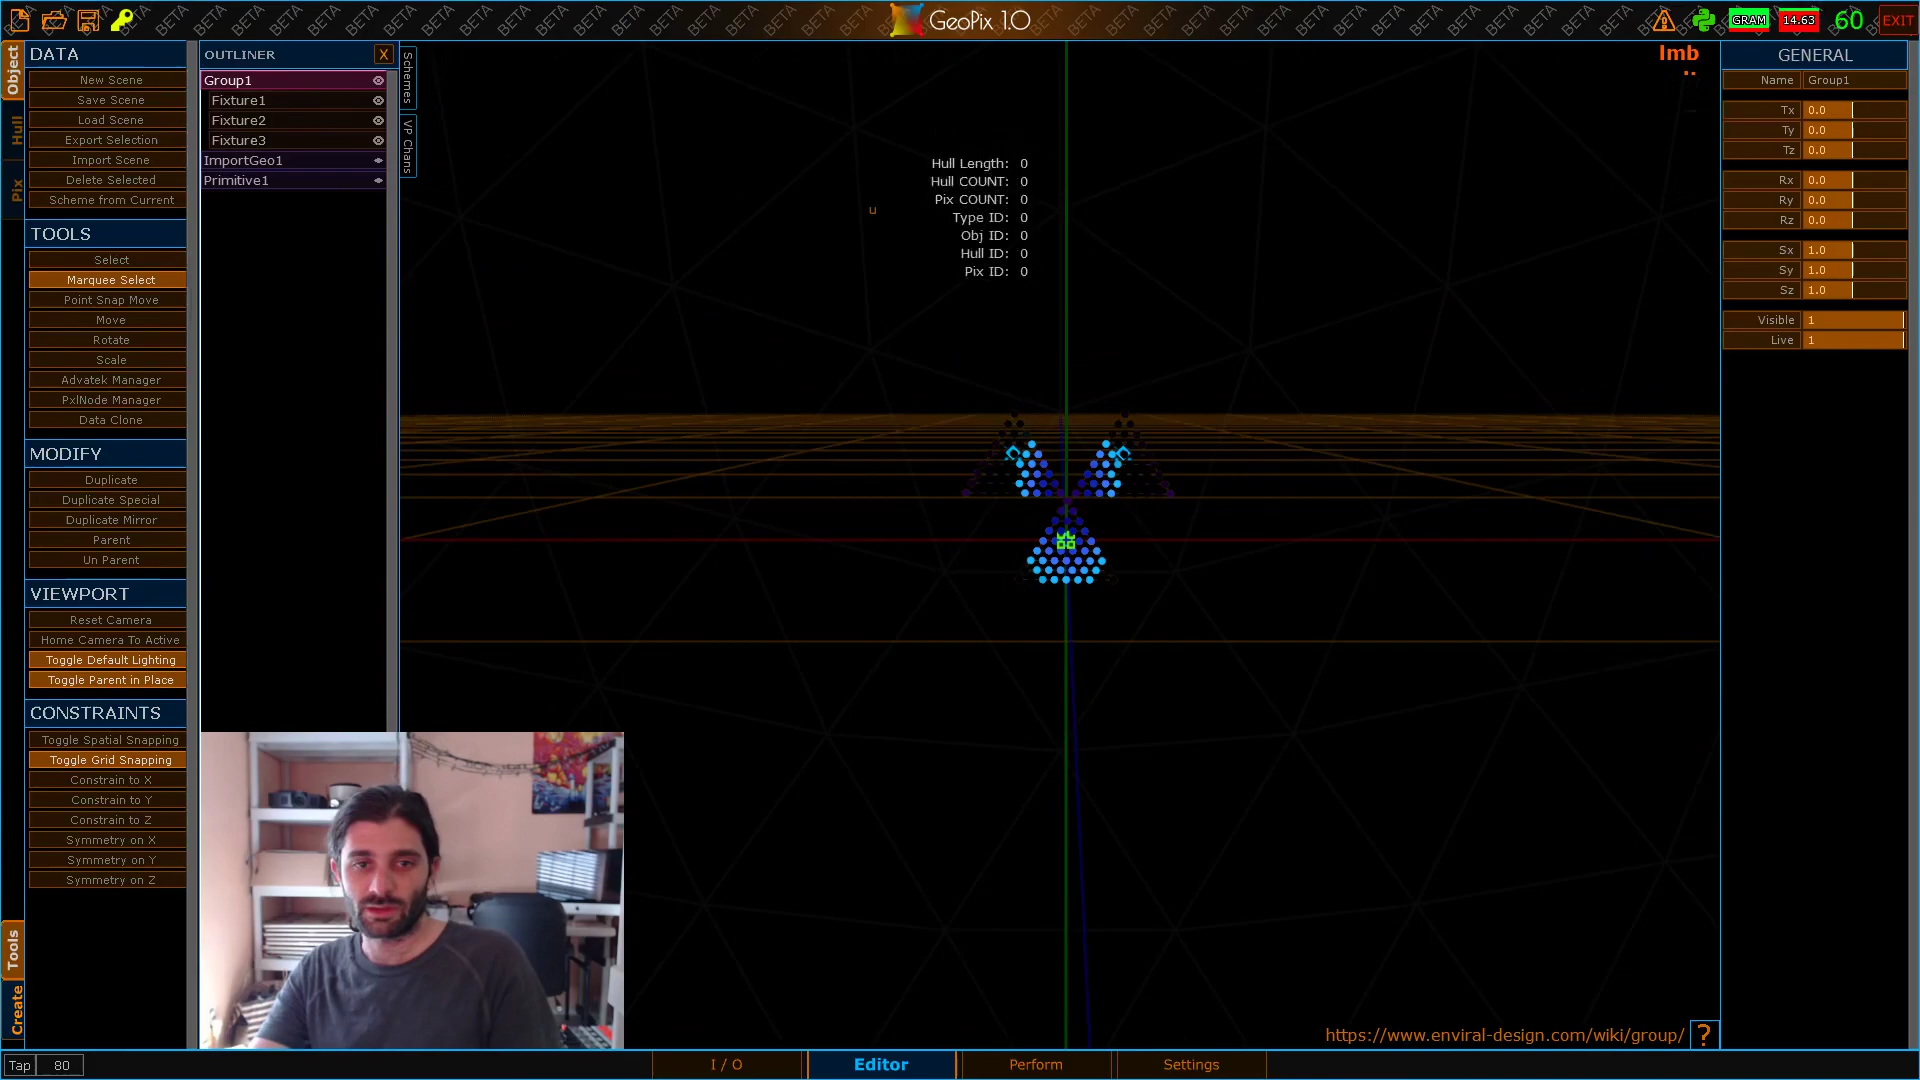 GeoPix 1.0
GRAM
14.63
60
EXIT
Object
Hull
Pix
Tools
Create
DATA
New Scene
Save Scene
Load Scene
Export Selection
Import Scene
Delete Selected
Scheme from Current
TOOLS
Select
Marquee Select
Point Snap Move
Move
Rotate
Scale
Advatek Manager
PxlNode Manager
Data Clone
MODIFY
Duplicate
Duplicate Special
Duplicate Mirror
Parent
Un Parent
VIEWPORT
Reset Camera
Home Camera To Active
Toggle Default Lighting
Toggle Parent in Place
CONSTRAINTS
Toggle Spatial Snapping
Toggle Grid Snapping
Constrain to X
Constrain to Y
Constrain to Z
Symmetry on X
Symmetry on Y
Symmetry on Z
OUTLINER X
Group1
Fixture1
Fixture2
Fixture3
ImportGeo1
Primitive1
Schemes
VP Chans
Hull Length: 0
Hull COUNT: 0
Pix COUNT: 0
Type ID: 0
Obj ID: 0
Hull ID: 0
Pix ID: 0
lmb
GENERAL
Name Group1
Tx 0.0
Ty 0.0
Tz 0.0
Rx 0.0
Ry 0.0
Rz 0.0
Sx 1.0
Sy 1.0
Sz 1.0
Visible 1
Live 1
https://www.enviral-design.com/wiki/group/ ?
Tap 80
I / O
Editor
Perform
Settings